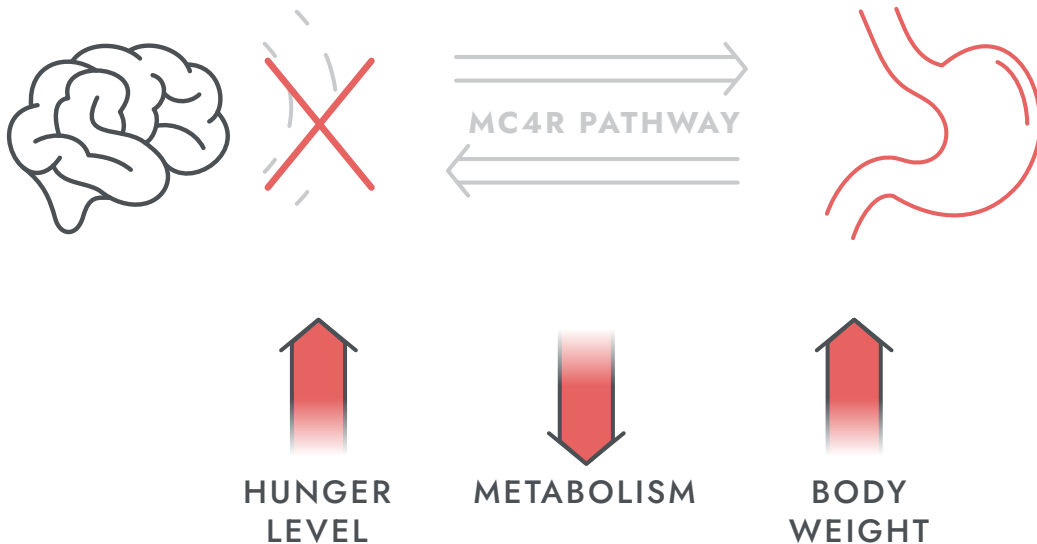 MC4R PATHWAY
HUNGER
LEVEL
METABOLISM
BODY
WEIGHT